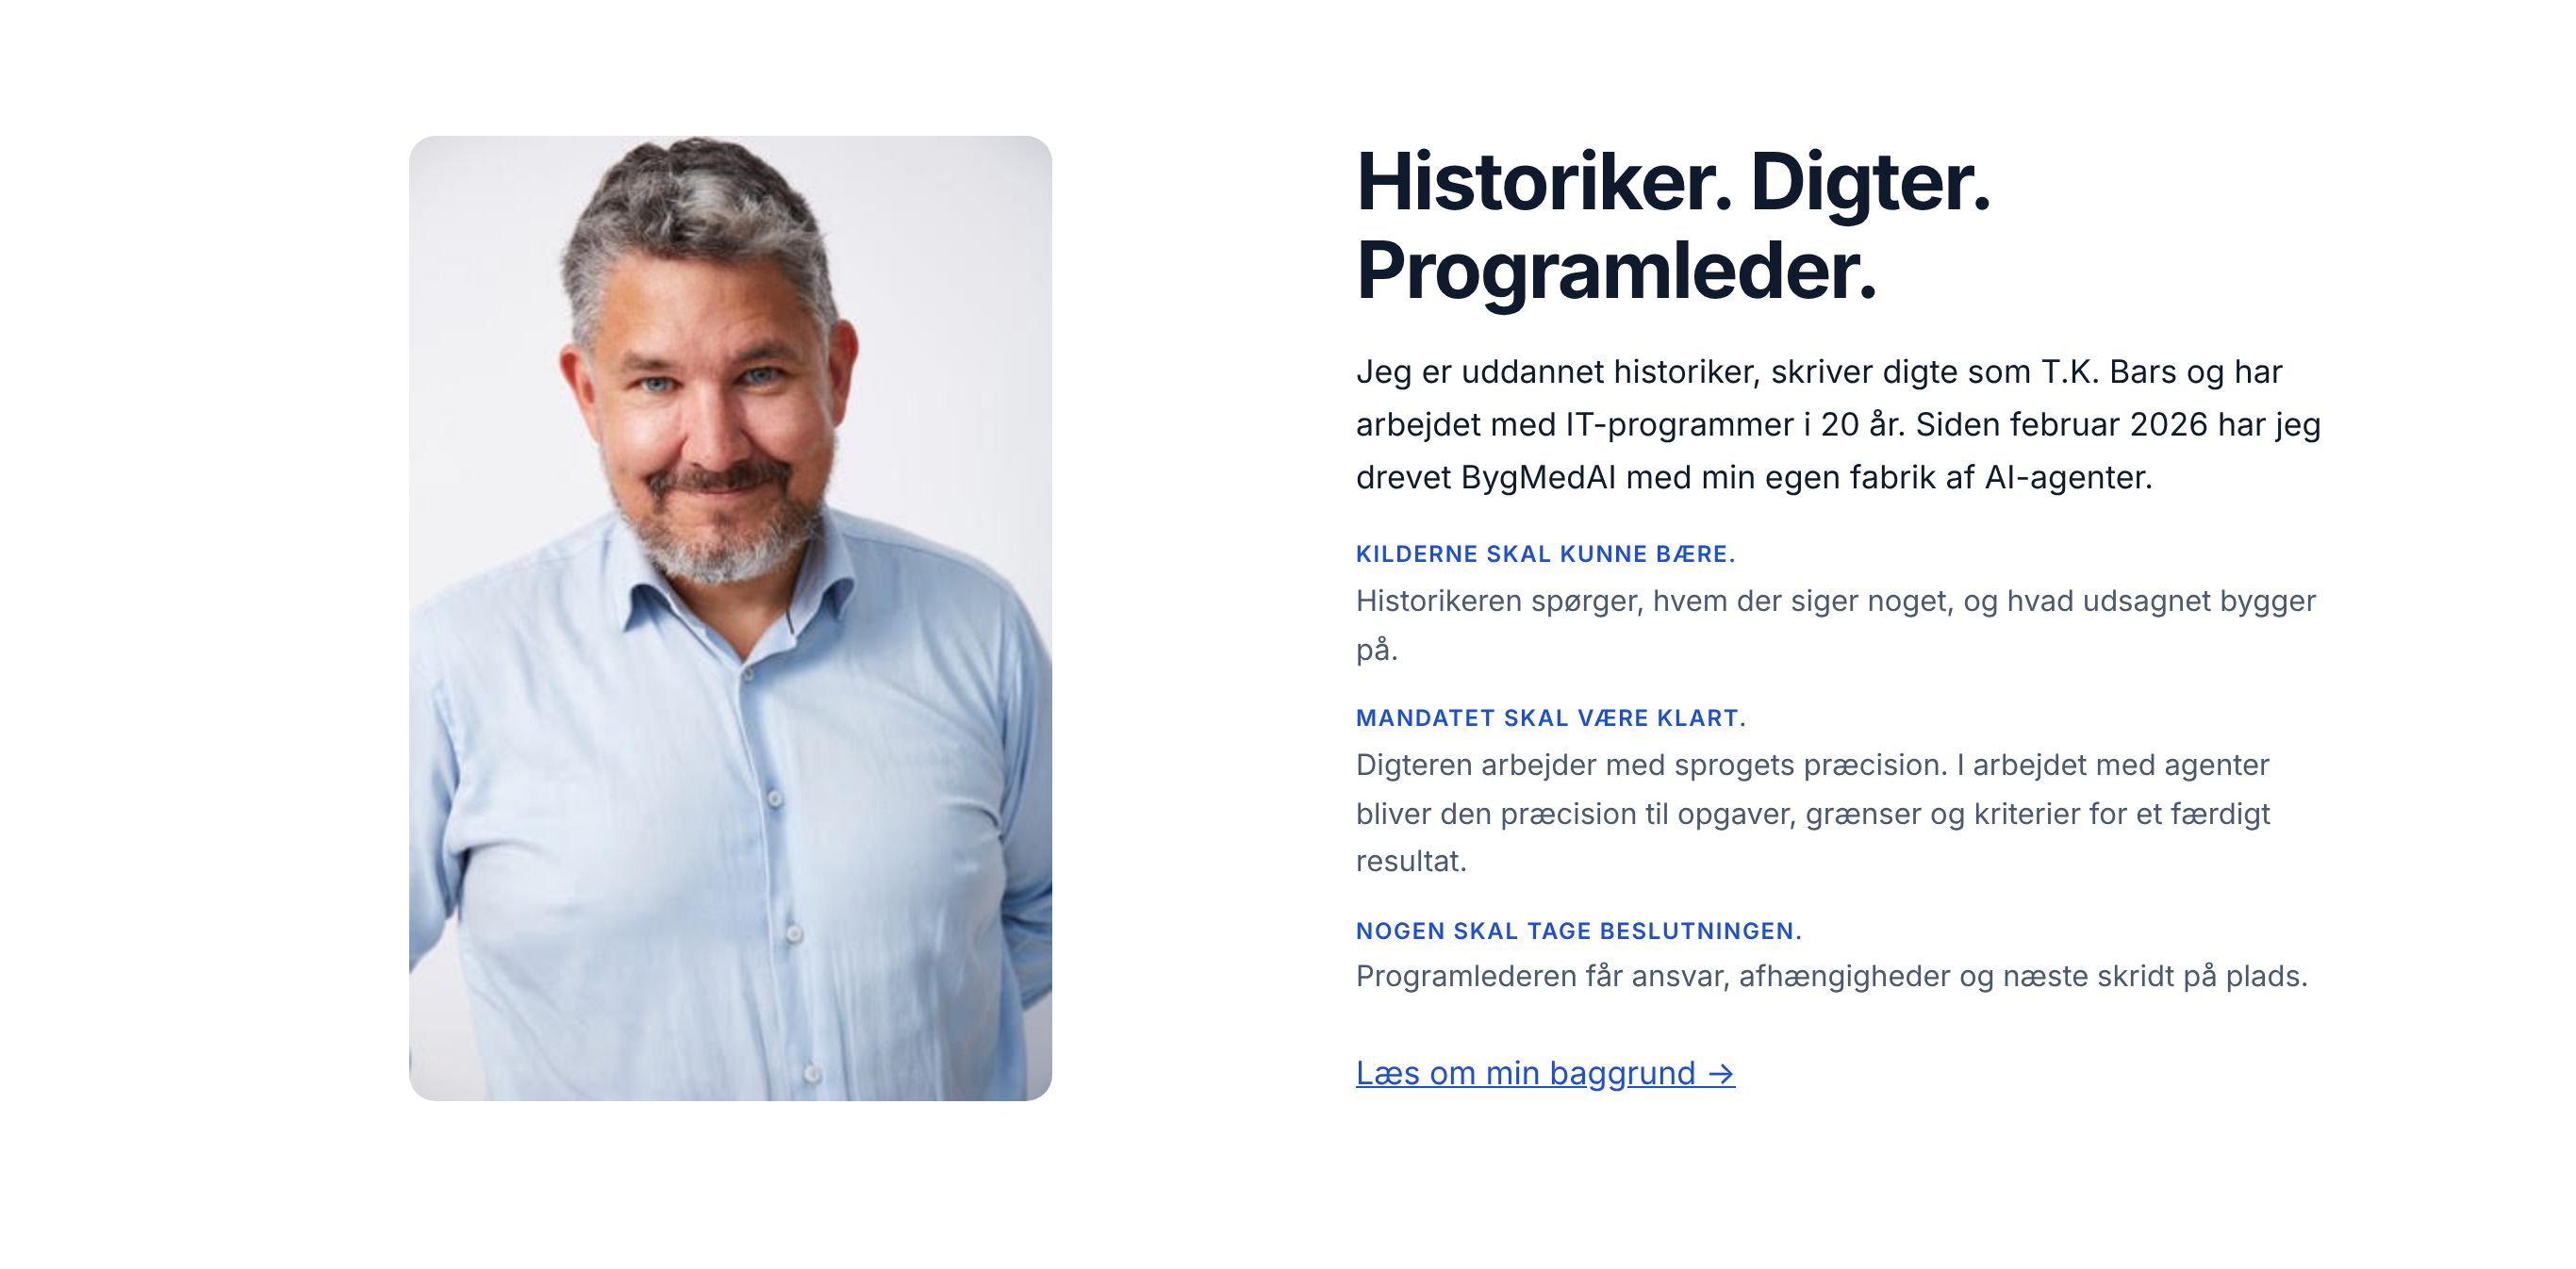 Historiker. Digter.
Programleder.
Jeg er uddannet historiker, skriver digte som T.K. Bars og har
arbejdet med IT-programmer i 20 år. Siden februar 2026 har jeg
drevet BygMedAI med min egen fabrik af AI-agenter.
KILDERNE SKAL KUNNE BÆRE.
Historikeren spørger, hvem der siger noget, og hvad udsagnet bygger
på.
MANDATET SKAL VÆRE KLART.
Digteren arbejder med sprogets præcision. I arbejdet med agenter
bliver den præcision til opgaver, grænser og kriterier for et færdigt
resultat.
NOGEN SKAL TAGE BESLUTNINGEN.
Programlederen får ansvar, afhængigheder og næste skridt på plads.
Læs om min baggrund →